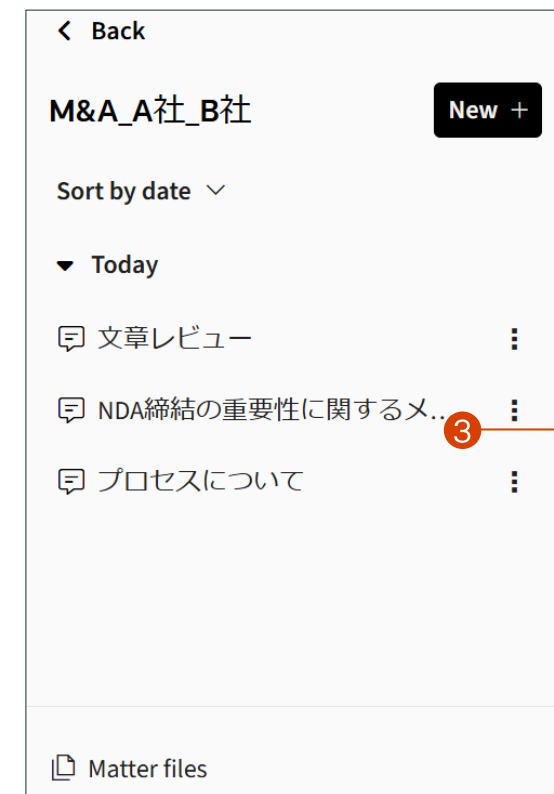 Back
M&A_A社_B社
New +
Sort by date
Today
文章レビュー
NDA締結の重要性に関するメ...
3
プロセスについて
Matter files